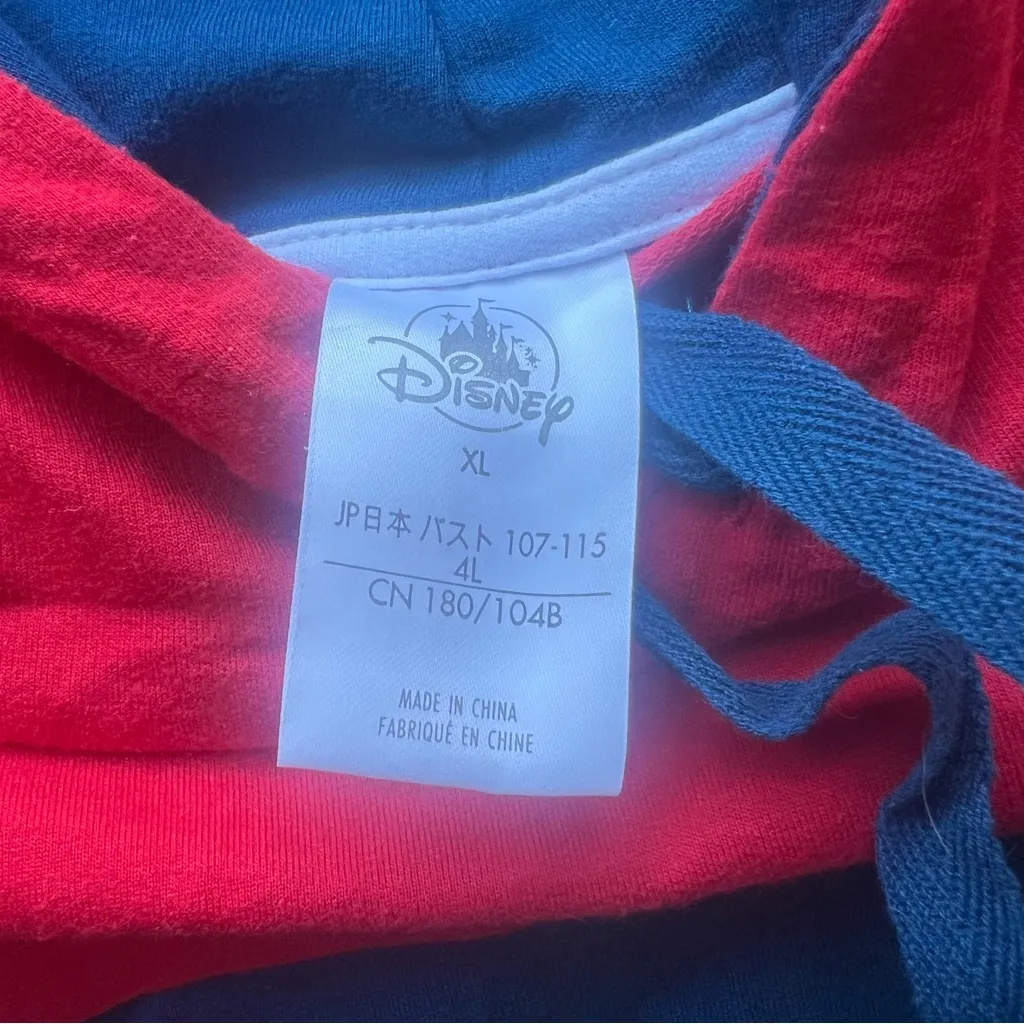 Disney
XL
JP日本 バスト 107-115
4L
CN 180/104B
MADE IN CHINA
FABRIQUÉ EN CHINE